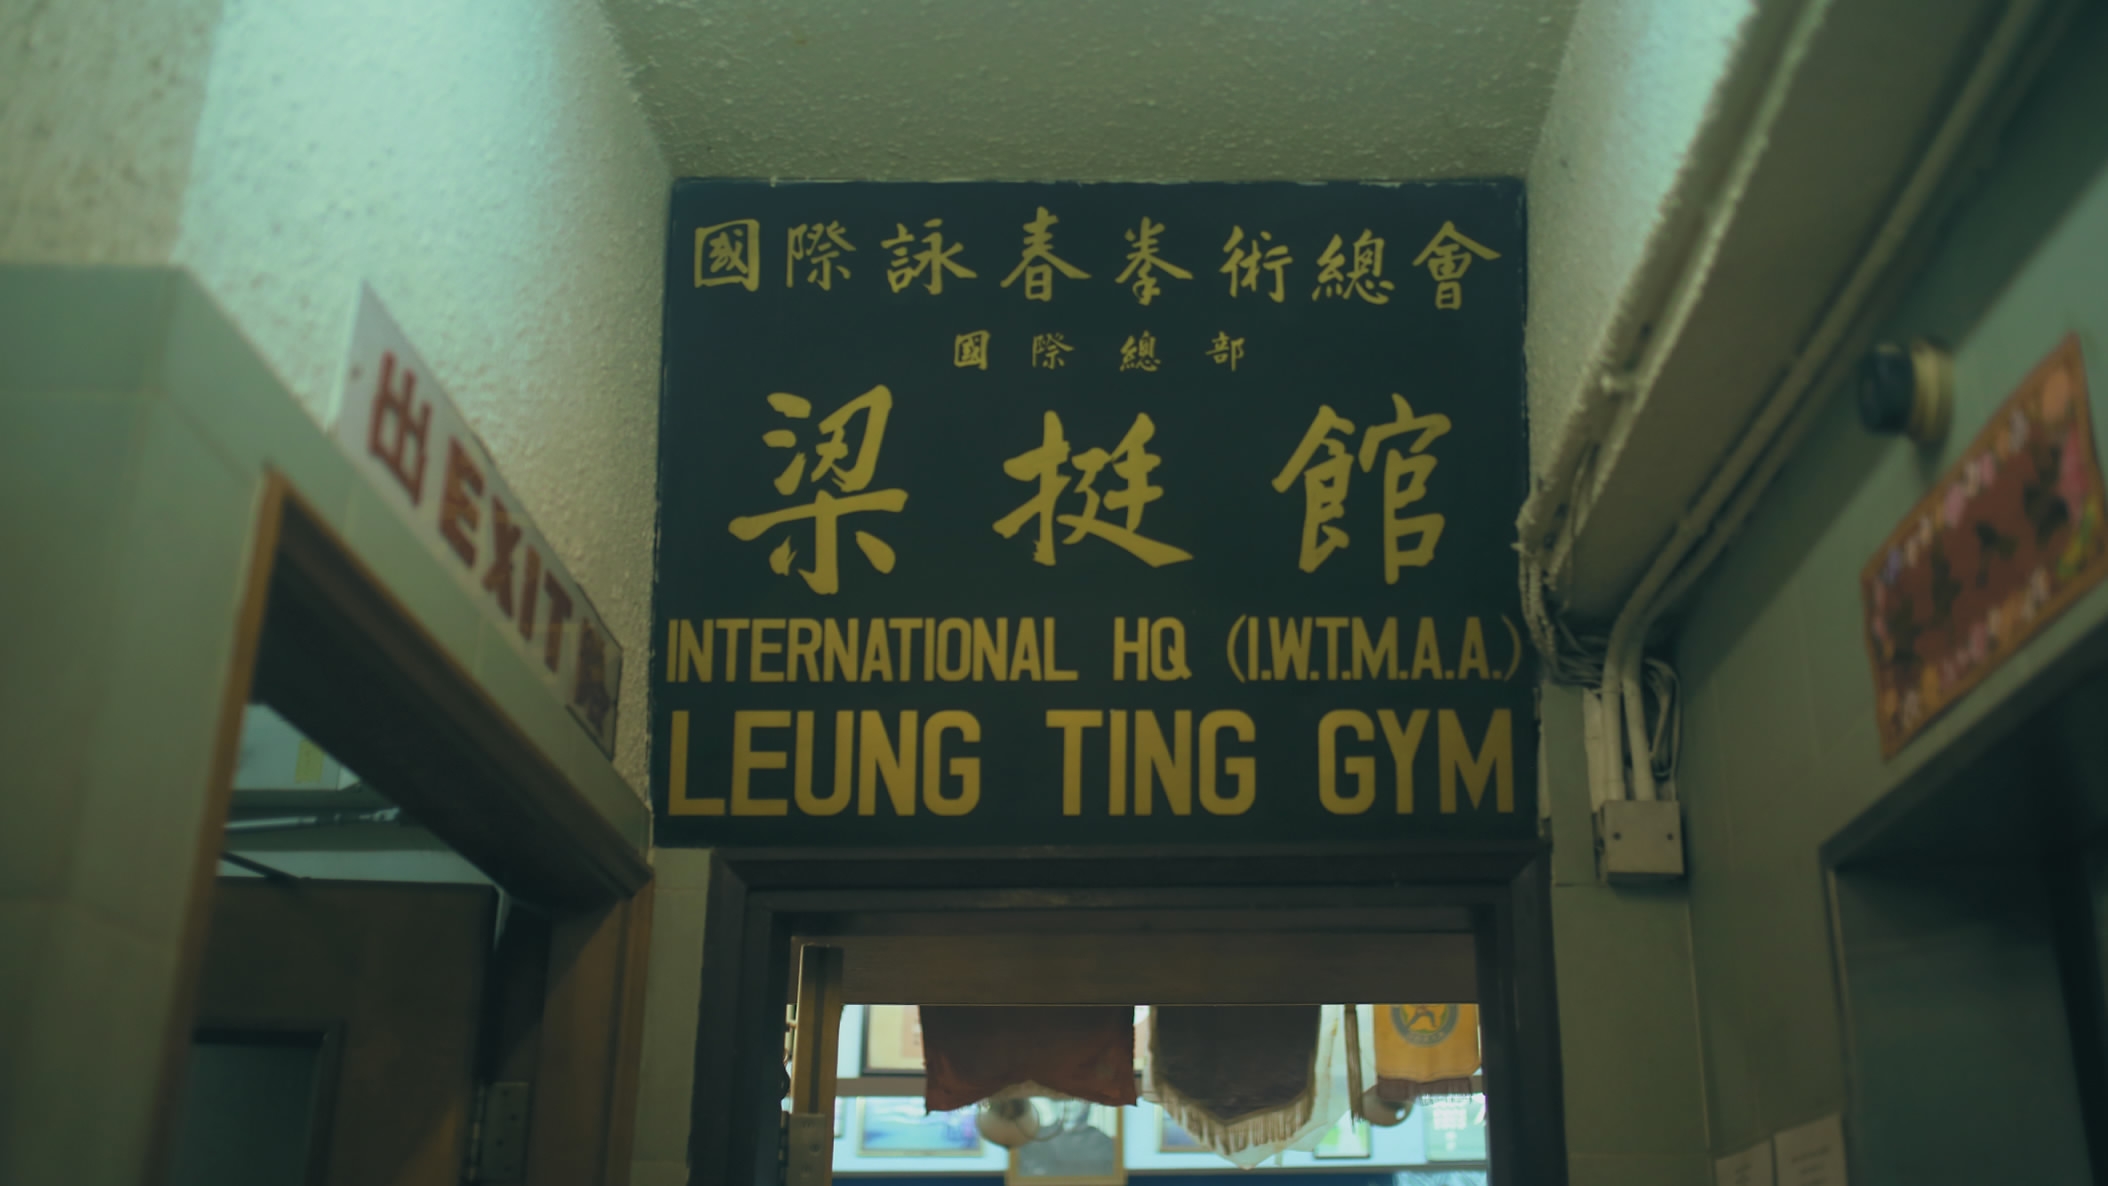 國際詠春拳術總會
國際總部
梁挺館
INTERNATIONAL HQ (I.W.T.M.A.A.)
LEUNG TING GYM
出 EXIT